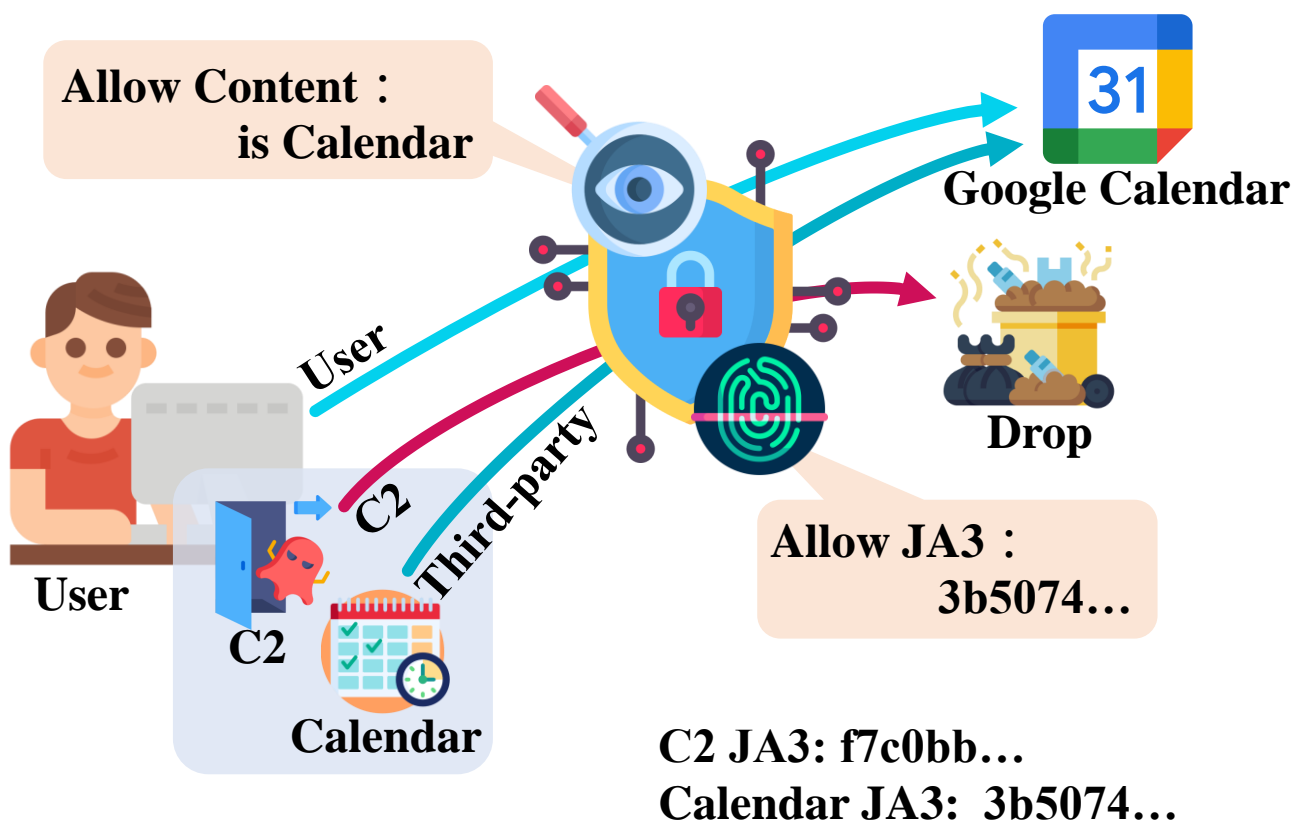 Allow Content：
is Calendar
31
Google Calendar
User
C2
Third-party
Drop
User
C2
Calendar
Allow JA3：
3b5074…
C2 JA3: f7c0bb…
Calendar JA3: 3b5074…